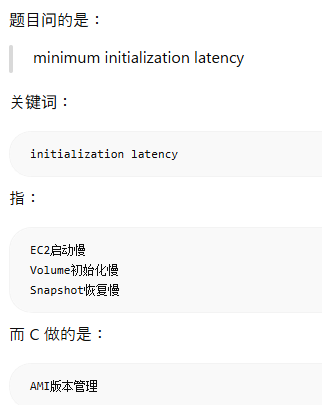 题目问的是：
minimum initialization latency
关键词：
initialization latency
指：
EC2启动慢
Volume初始化慢
Snapshot恢复慢
而 C 做的是：
AMI版本管理